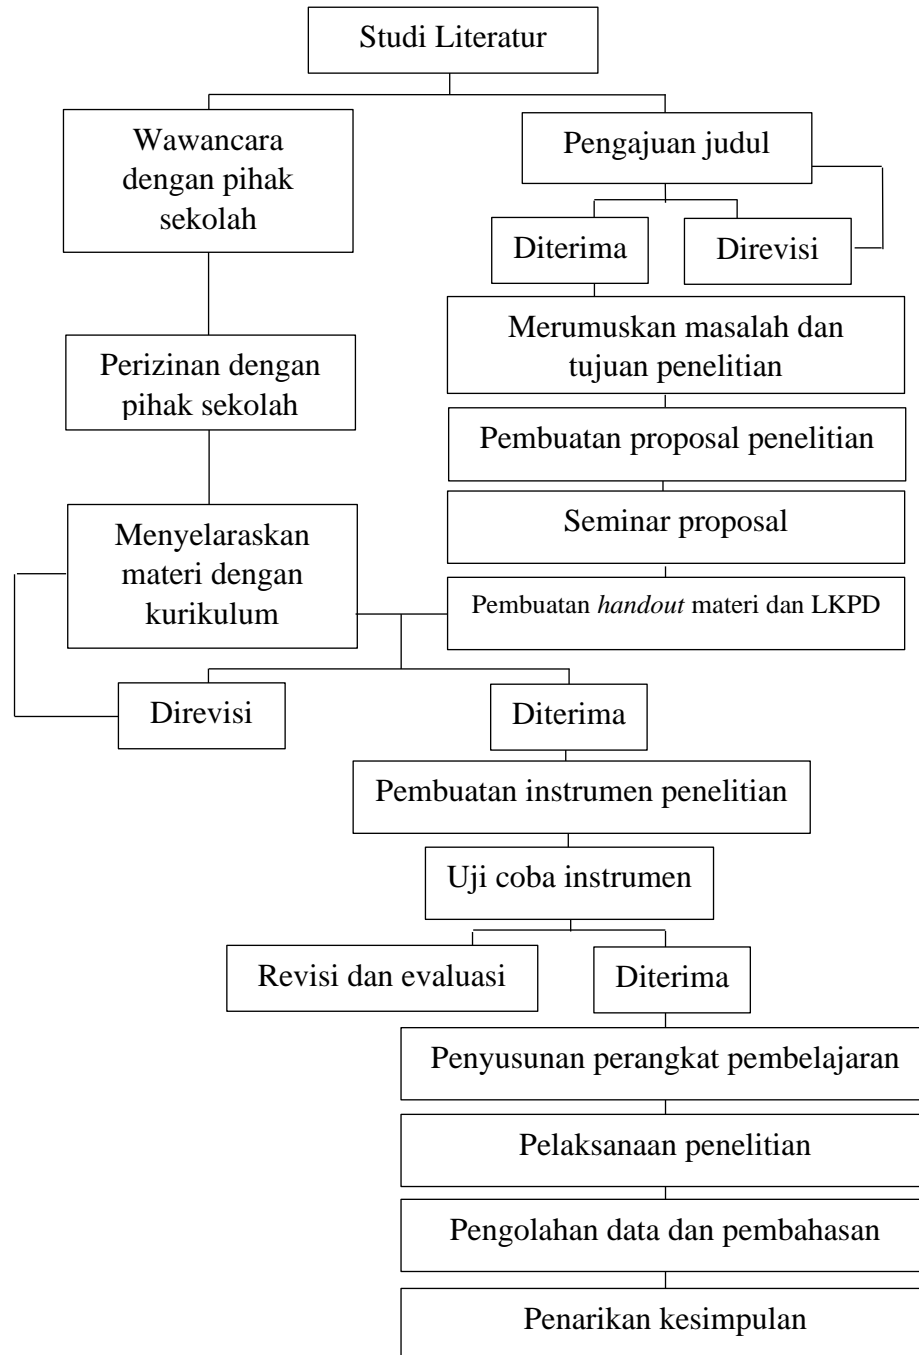 Studi Literatur
Wawancara
dengan pihak
sekolah
Pengajuan judul
Diterima
Direvisi
Merumuskan masalah dan
tujuan penelitian
Perizinan dengan
pihak sekolah
Pembuatan proposal penelitian
Seminar proposal
Menyelaraskan
materi dengan
kurikulum
Pembuatan handout materi dan LKPD
Direvisi
Diterima
Pembuatan instrumen penelitian
Uji coba instrumen
Revisi dan evaluasi
Diterima
Penyusunan perangkat pembelajaran
Pelaksanaan penelitian
Pengolahan data dan pembahasan
Penarikan kesimpulan